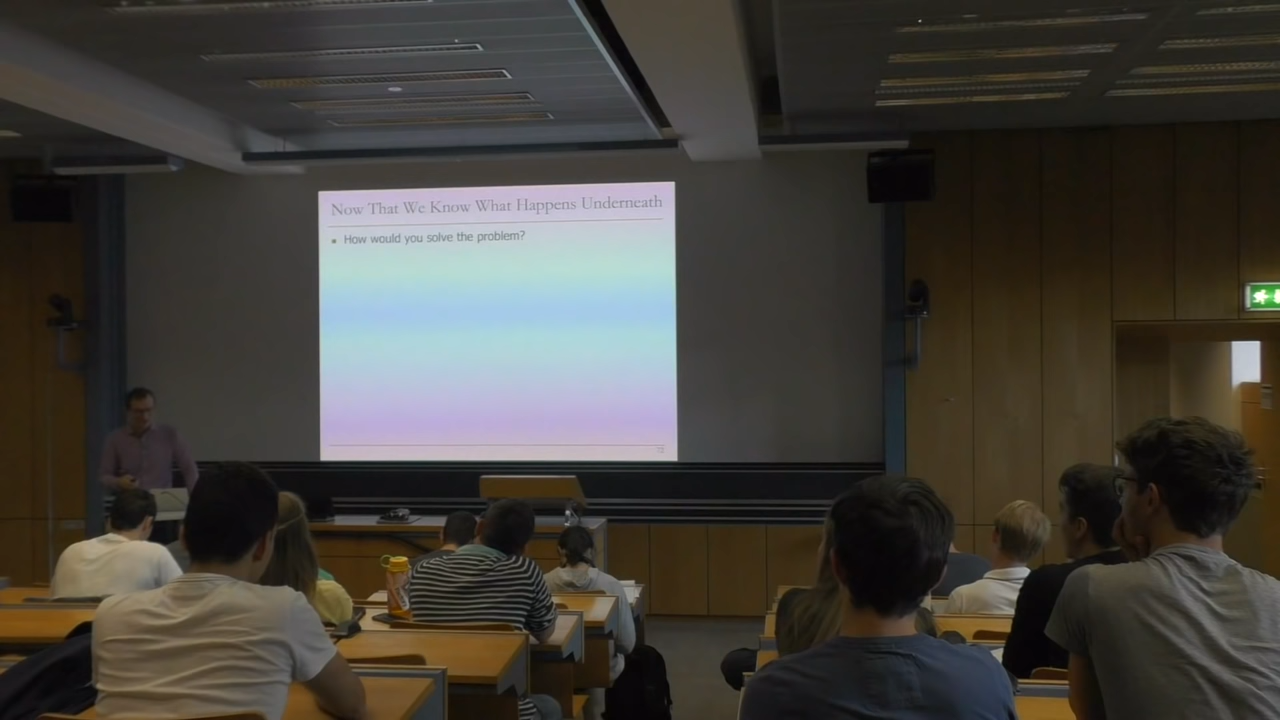 Now That We Know What Happens Underneath
How would you solve the problem?